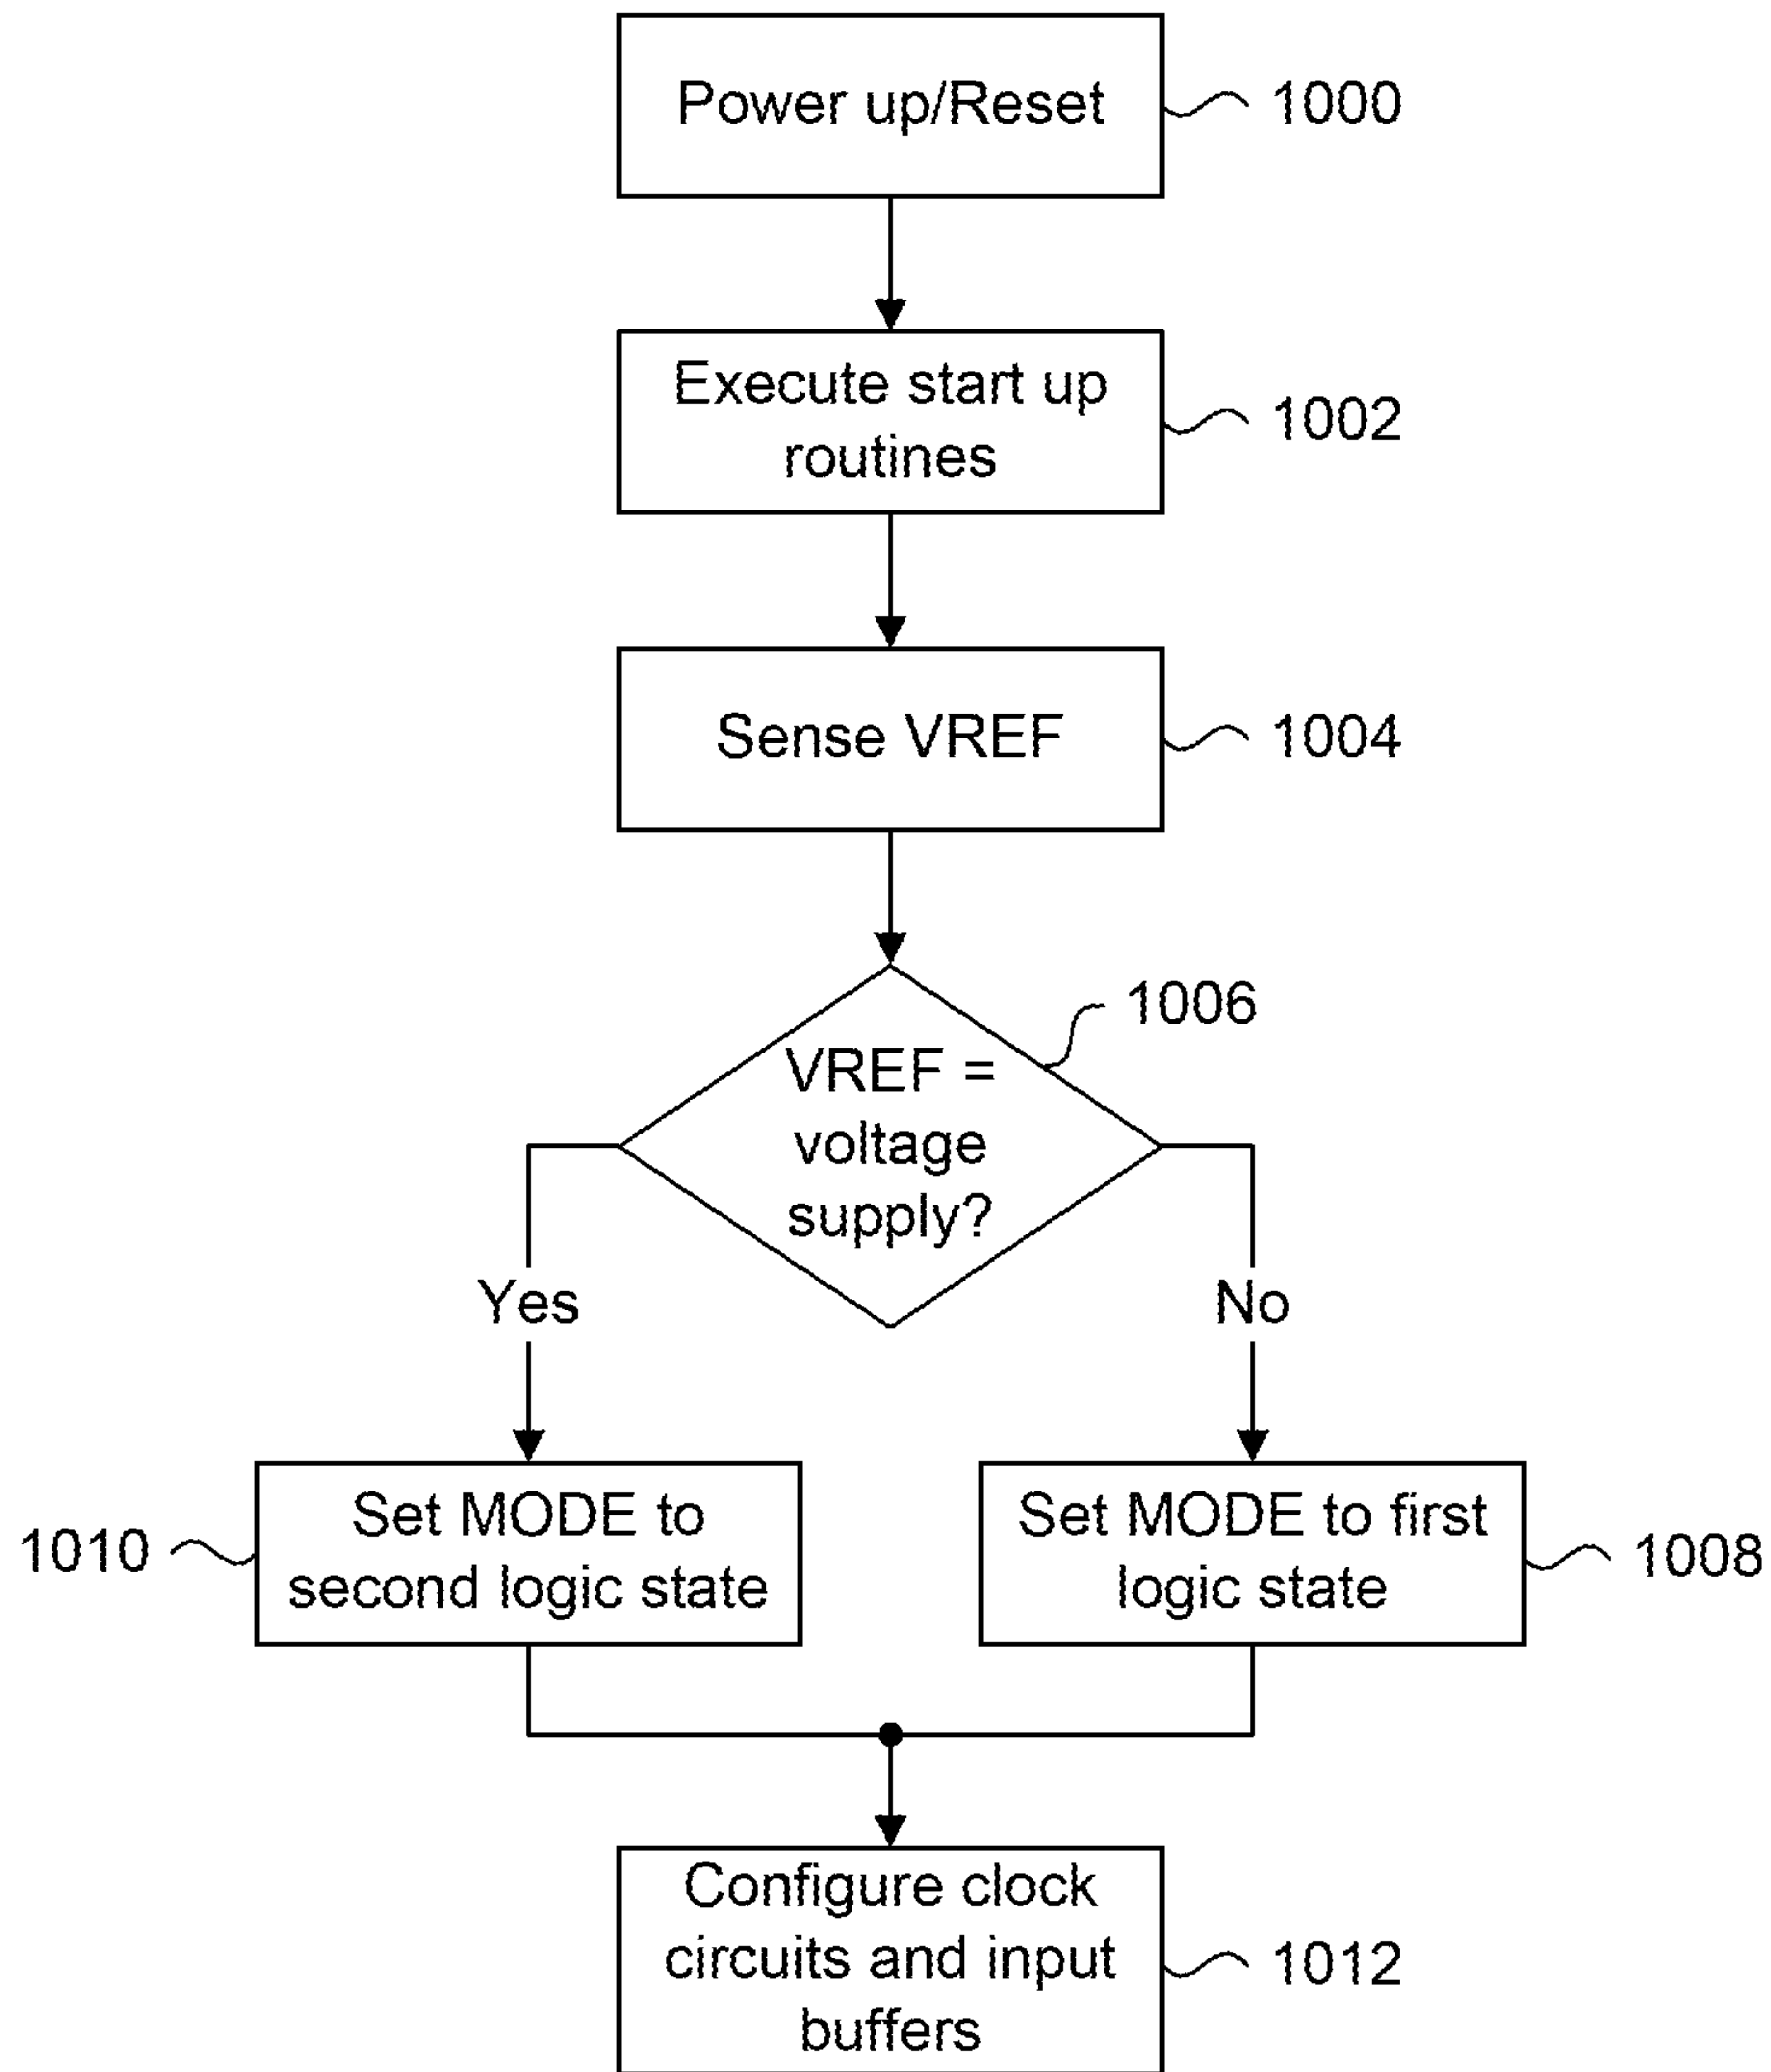 Power up/Reset
1000
Execute start up
routines
1002
Sense VREF
1004
1006
VREF =
voltage
supply?
Yes
No
1010
Set MODE to
second logic state
Set MODE to first
logic state
1008
Configure clock
circuits and input
buffers
1012